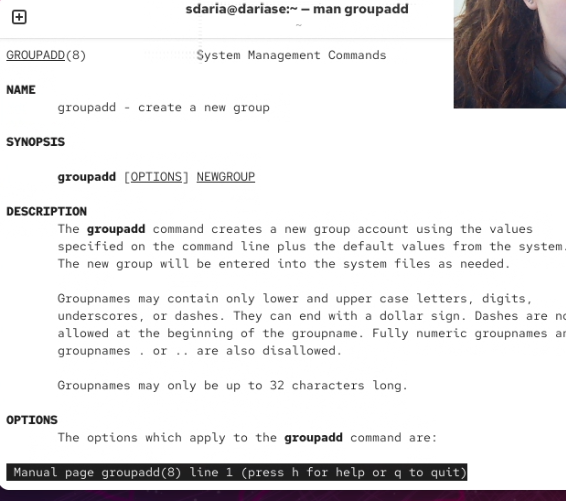 sdaria@dariase:~ — man groupadd
~
GROUPADD(8) System Management Commands
NAME
groupadd - create a new group
SYNOPSIS
groupadd [OPTIONS] NEWGROUP
DESCRIPTION
The groupadd command creates a new group account using the values
specified on the command line plus the default values from the system.
The new group will be entered into the system files as needed.
Groupnames may contain only lower and upper case letters, digits,
underscores, or dashes. They can end with a dollar sign. Dashes are no
allowed at the beginning of the groupname. Fully numeric groupnames an
groupnames . or .. are also disallowed.
Groupnames may only be up to 32 characters long.
OPTIONS
The options which apply to the groupadd command are:
Manual page groupadd(8) line 1 (press h for help or q to quit)